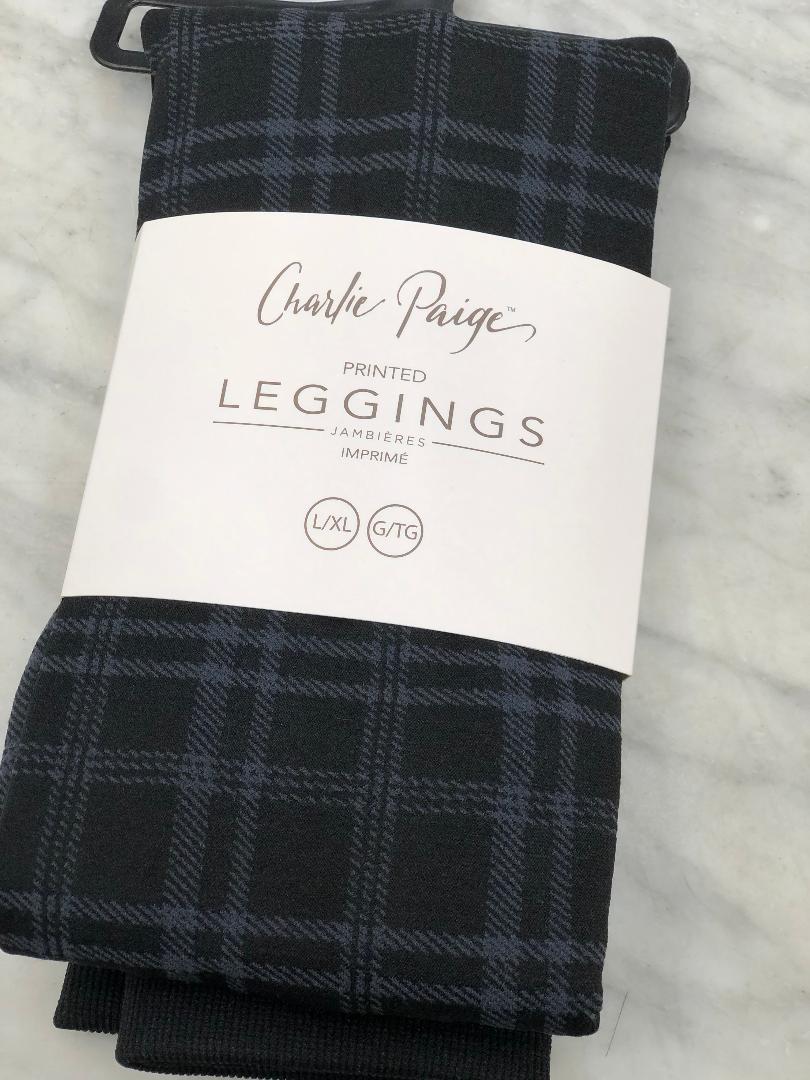 Charlie Paige™
PRINTED
LEGGINGS
JAMBIÈRES
IMPRIMÉ
L/XL G/TG